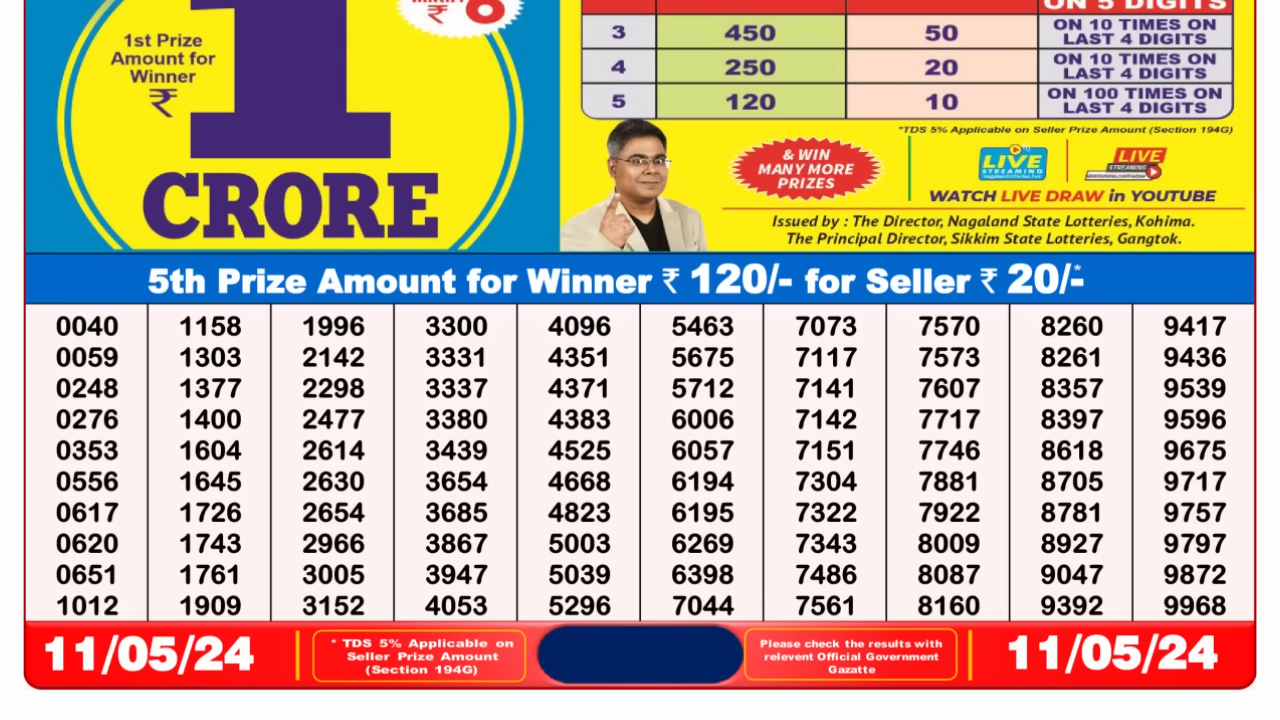 MRP ₹ 6
1st Prize
Amount for
Winner
₹
1
CRORE
ON 5 DIGITS
3 450 50 ON 10 TIMES ON LAST 4 DIGITS
4 250 20 ON 10 TIMES ON LAST 4 DIGITS
5 120 10 ON 100 TIMES ON LAST 4 DIGITS
*TDS 5% Applicable on Seller Prize Amount (Section 194G)
& WIN
MANY MORE
PRIZES
LIVE
STREAMING
LIVE
STREAMING
WATCH LIVE DRAW in YOUTUBE
Issued by : The Director, Nagaland State Lotteries, Kohima.
The Principal Director, Sikkim State Lotteries, Gangtok.
5th Prize Amount for Winner ₹ 120/- for Seller ₹ 20/-*
0040 1158 1996 3300 4096 5463 7073 7570 8260 9417
0059 1303 2142 3331 4351 5675 7117 7573 8261 9436
0248 1377 2298 3337 4371 5712 7141 7607 8357 9539
0276 1400 2477 3380 4383 6006 7142 7717 8397 9596
0353 1604 2614 3439 4525 6057 7151 7746 8618 9675
0556 1645 2630 3654 4668 6194 7304 7881 8705 9717
0617 1726 2654 3685 4823 6195 7322 7922 8781 9757
0620 1743 2966 3867 5003 6269 7343 8009 8927 9797
0651 1761 3005 3947 5039 6398 7486 8087 9047 9872
1012 1909 3152 4053 5296 7044 7561 8160 9392 9968
11/05/24
* TDS 5% Applicable on
Seller Prize Amount
(Section 194G)
Please check the results with
relevent Official Government
Gazatte
11/05/24